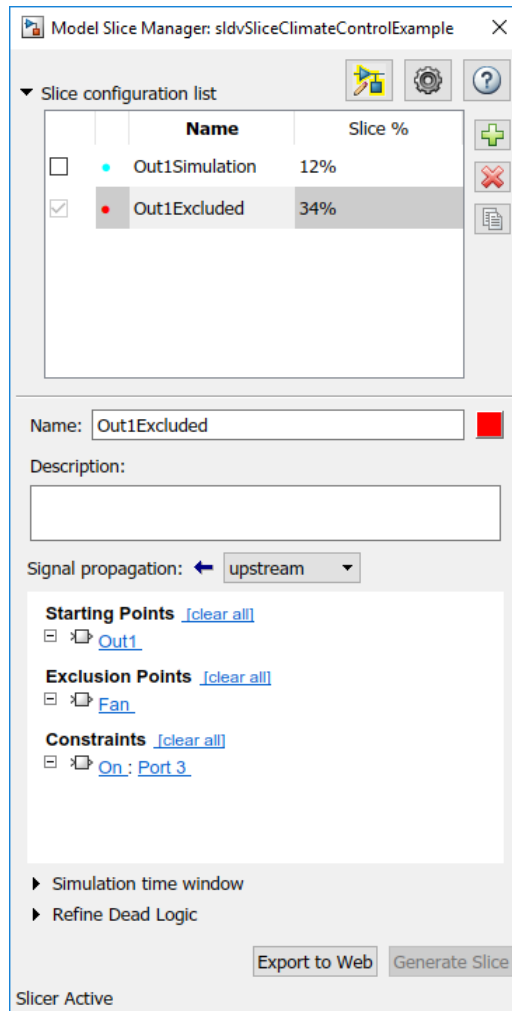 Model Slice Manager: sldvSliceClimateControlExample
Slice configuration list
Name Slice %
Out1Simulation 12%
Out1Excluded 34%
Name: Out1Excluded
Description:
Signal propagation: upstream
Starting Points [clear all]
Out1
Exclusion Points [clear all]
Fan
Constraints [clear all]
On : Port 3
Simulation time window
Refine Dead Logic
Export to Web Generate Slice
Slicer Active